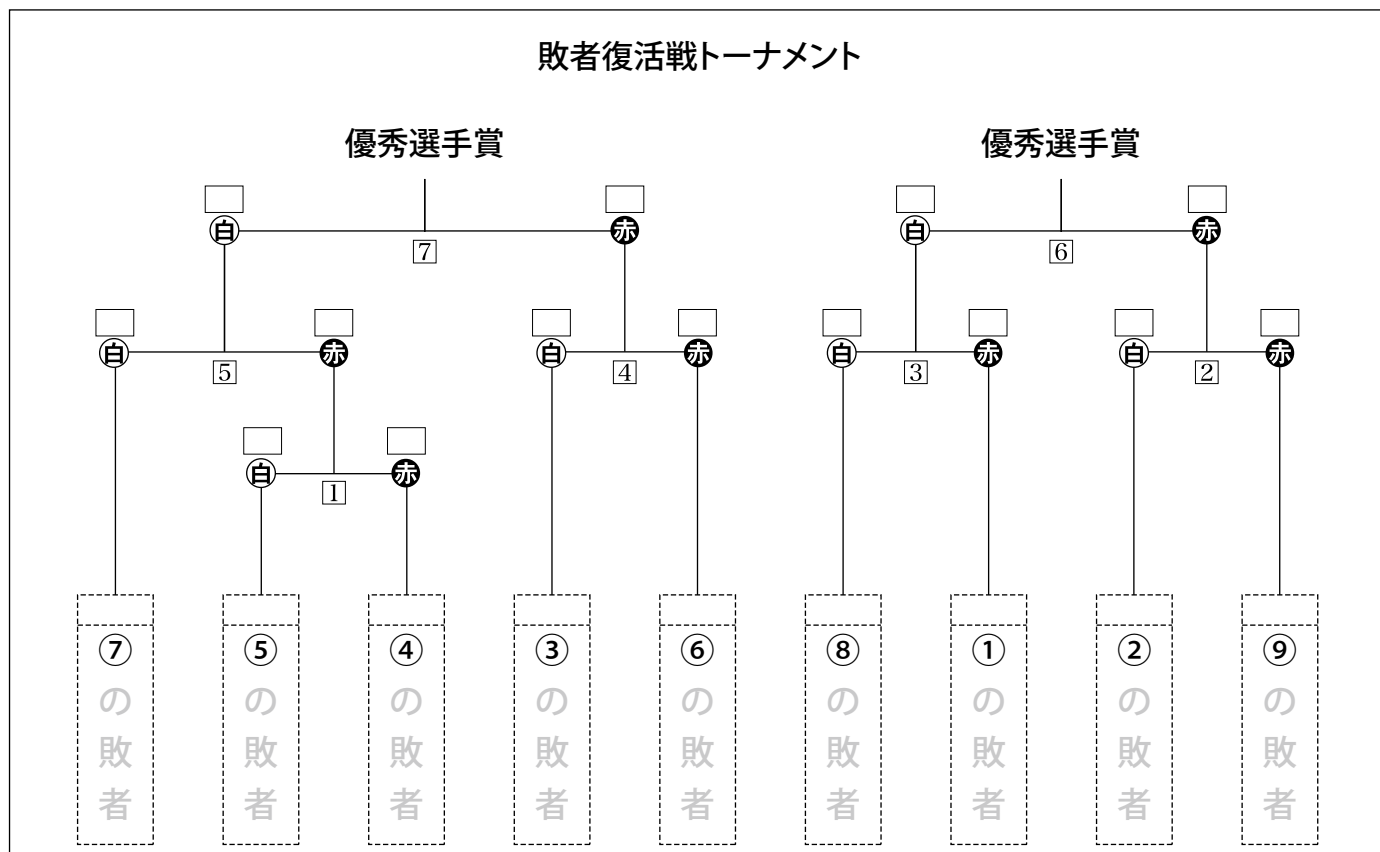 敗者復活戦トーナメント
優秀選手賞 優秀選手賞
白 赤 白 赤
7 6
白 赤 白 赤 白 赤 白 赤
5 4 3 2
白 赤
1
⑦の敗者
⑤の敗者
④の敗者
③の敗者
⑥の敗者
⑧の敗者
①の敗者
②の敗者
⑨の敗者